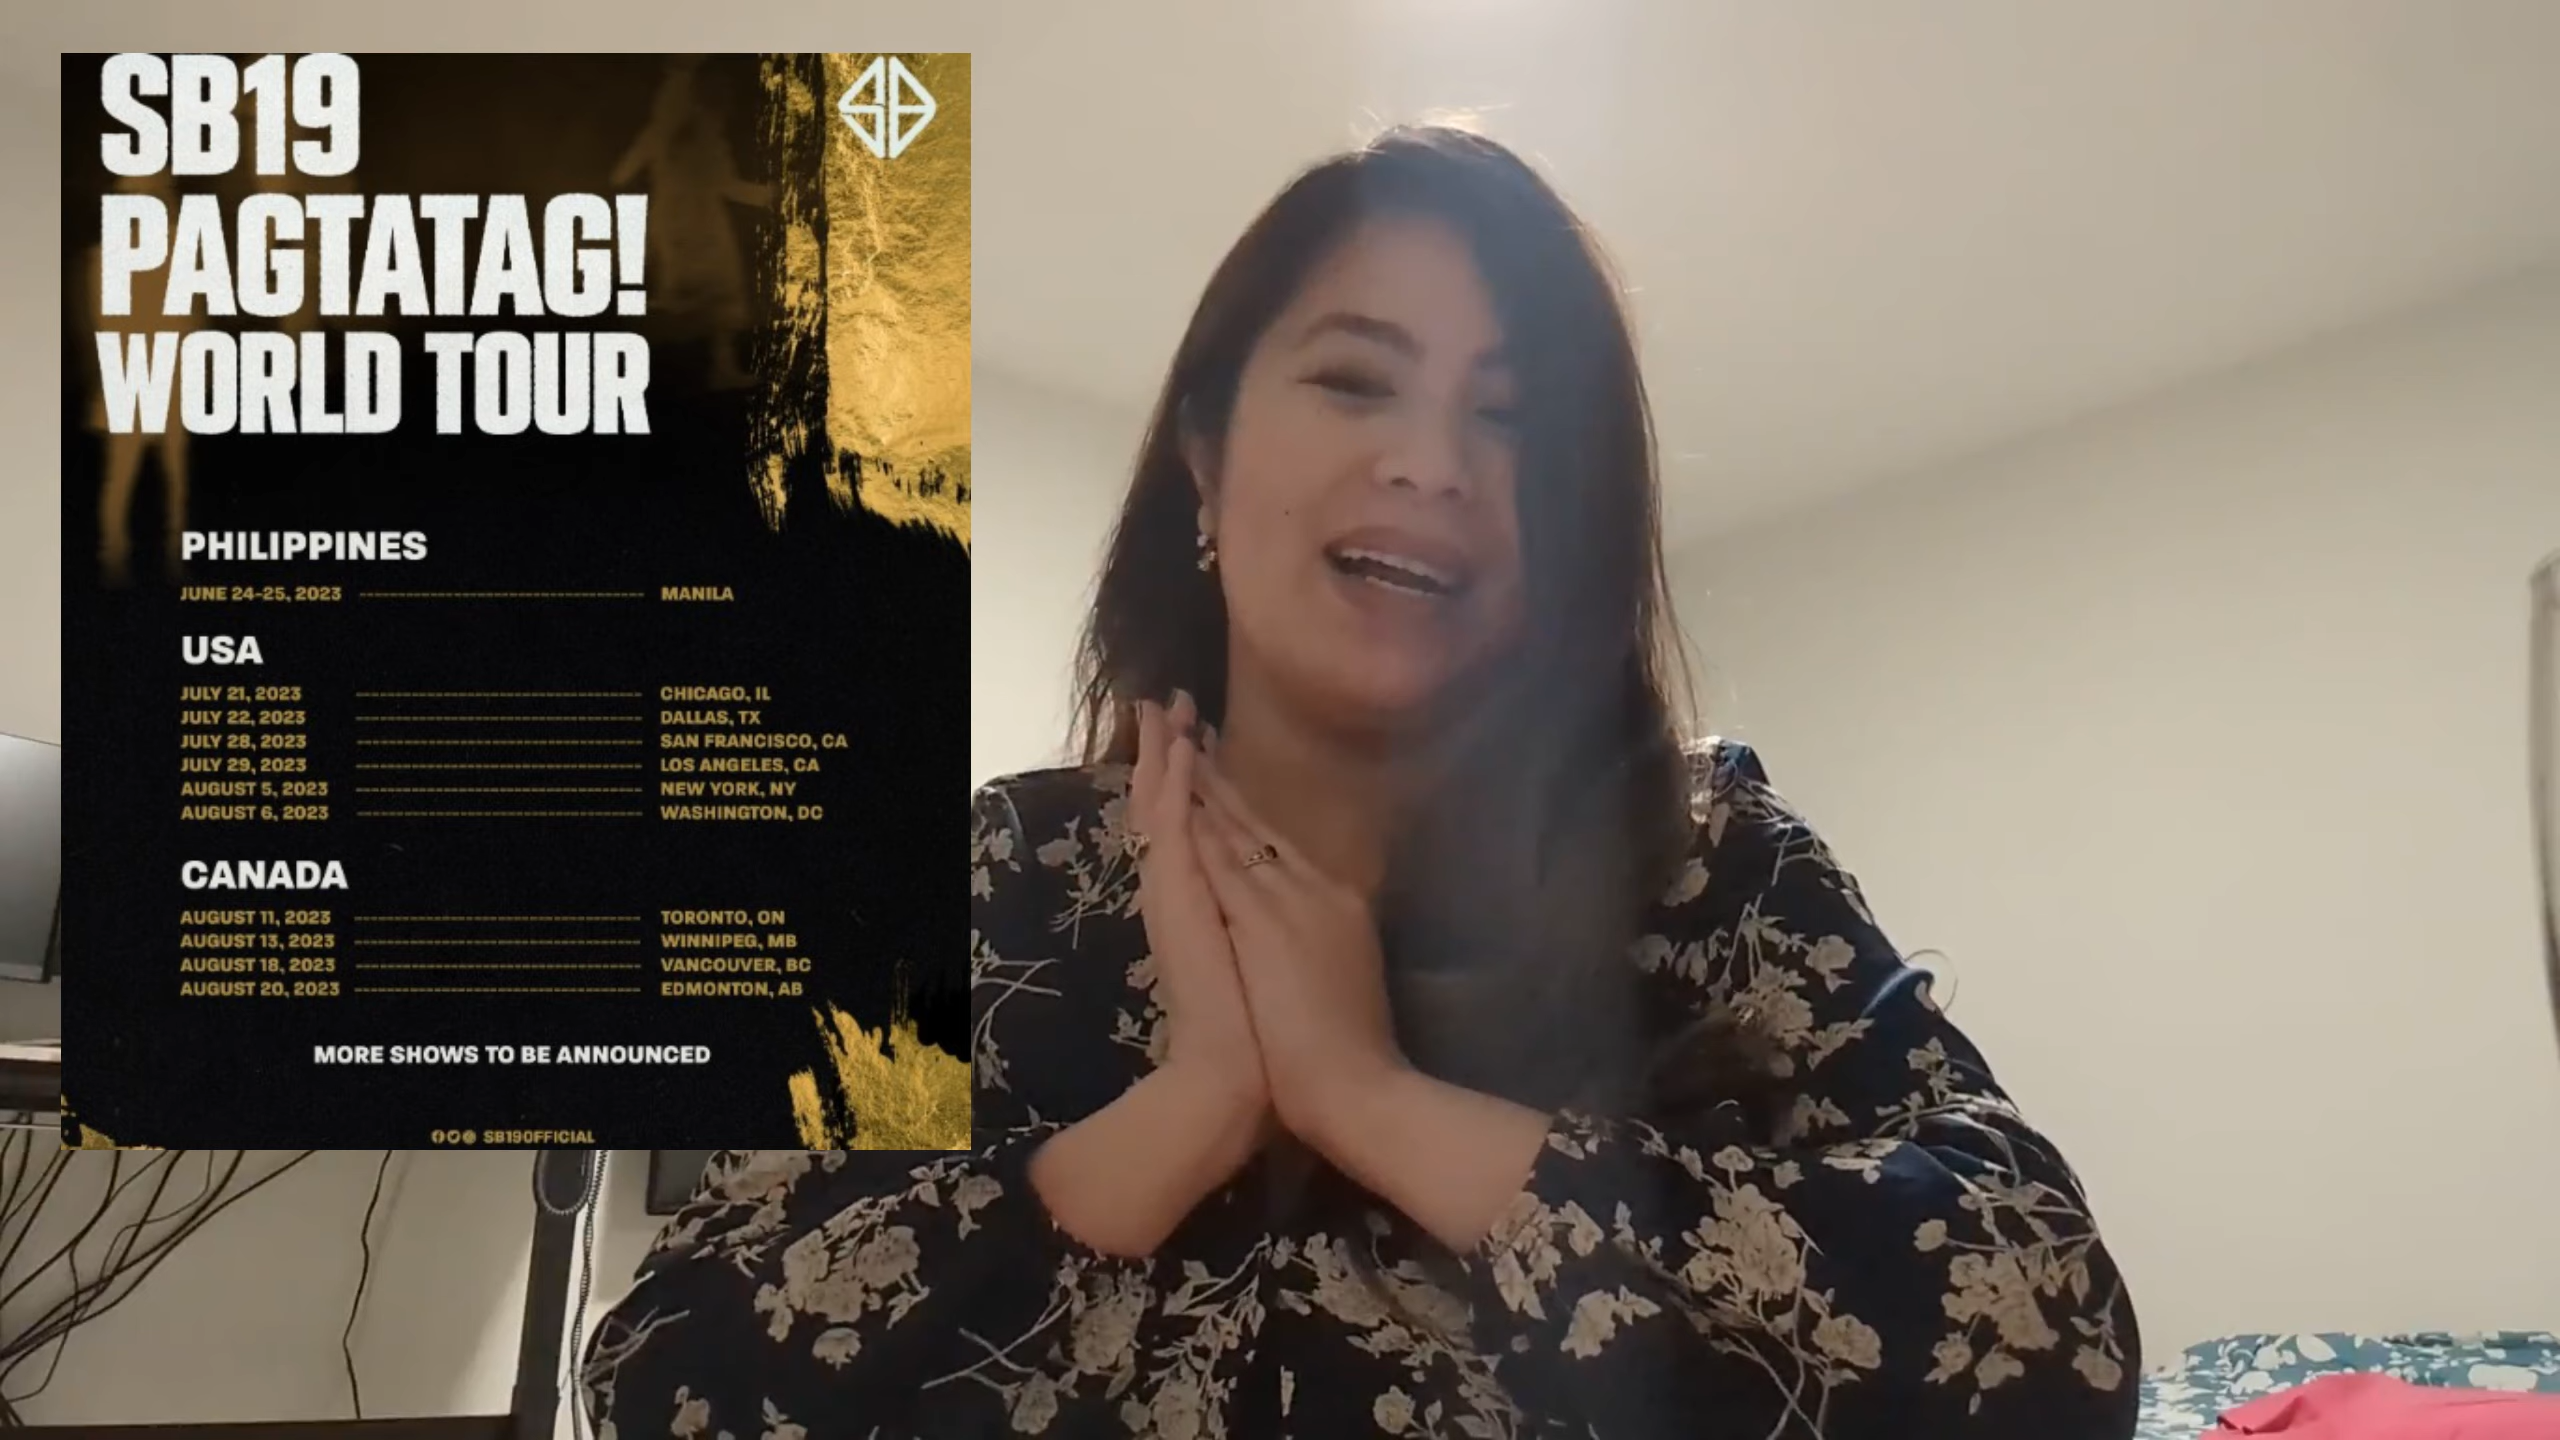 SB19
PAGTATAG!
WORLD TOUR
PHILIPPINES
JUNE 24-25, 2023 MANILA
USA
JULY 21, 2023 CHICAGO, IL
JULY 22, 2023 DALLAS, TX
JULY 28, 2023 SAN FRANCISCO, CA
JULY 29, 2023 LOS ANGELES, CA
AUGUST 5, 2023 NEW YORK, NY
AUGUST 6, 2023 WASHINGTON, DC
CANADA
AUGUST 11, 2023 TORONTO, ON
AUGUST 13, 2023 WINNIPEG, MB
AUGUST 18, 2023 VANCOUVER, BC
AUGUST 20, 2023 EDMONTON, AB
MORE SHOWS TO BE ANNOUNCED
SB19OFFICIAL